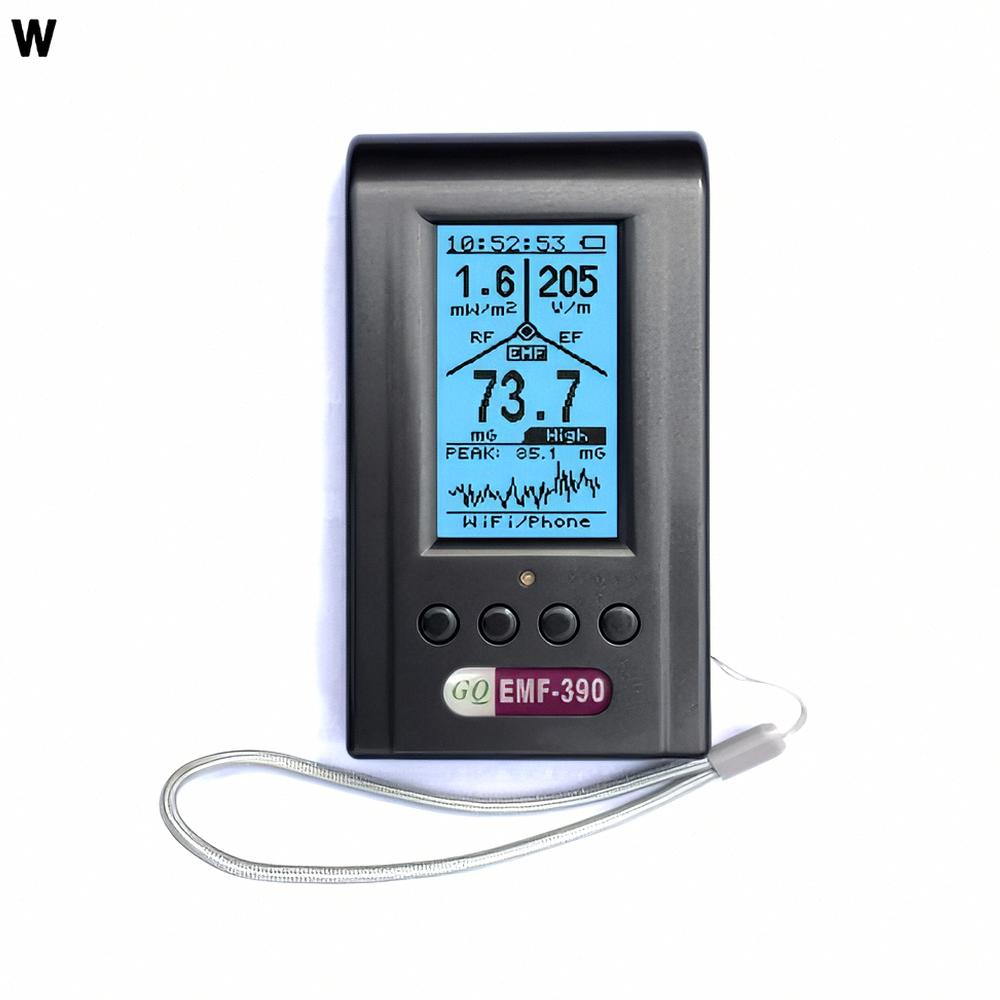 W
10:52:53
1.6 205
mW/m2 V/m
RF EF
EMF
73.7
mG High
PEAK: 85.1 mG
WiFi/Phone
GQ EMF-390